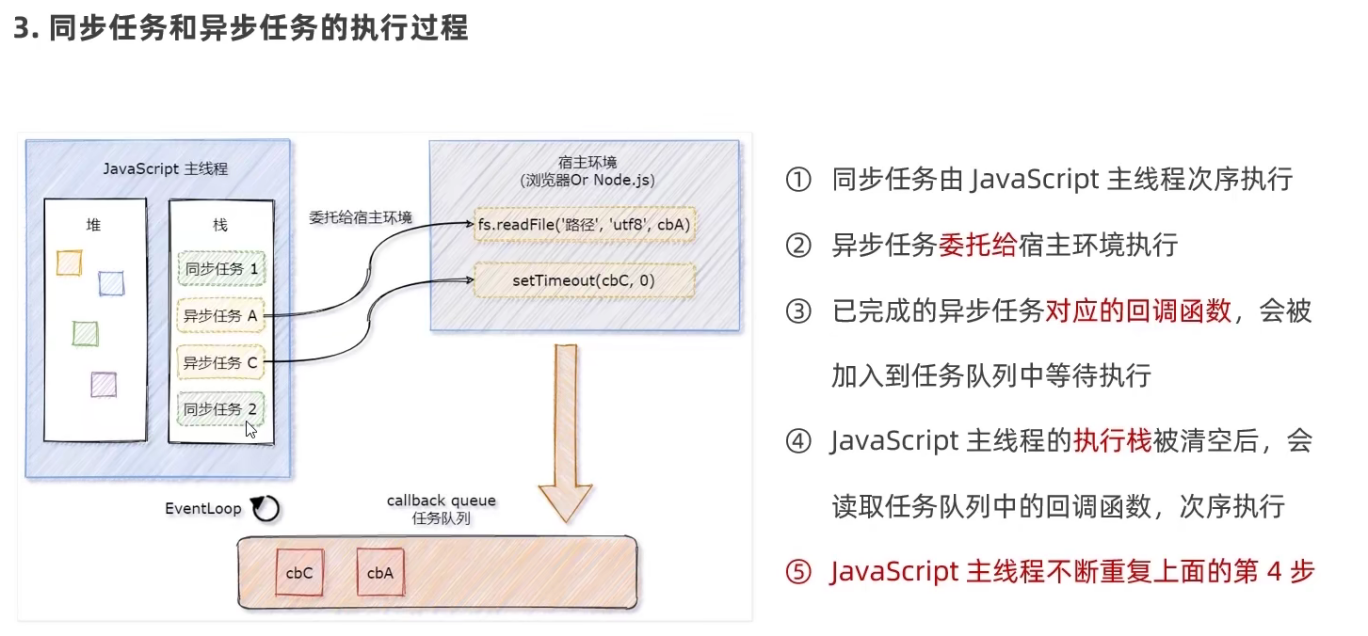 3. 同步任务和异步任务的执行过程
JavaScript 主线程
堆
栈
同步任务 1
异步任务 A
异步任务 C
同步任务 2
委托给宿主环境
宿主环境
(浏览器Or Node.js)
fs.readFile('路径', 'utf8', cbA)
setTimeout(cbC, 0)
EventLoop
callback queue
任务队列
cbC
cbA
① 同步任务由 JavaScript 主线程次序执行
② 异步任务委托给宿主环境执行
③ 已完成的异步任务对应的回调函数，会被
加入到任务队列中等待执行
④ JavaScript 主线程的执行栈被清空后，会
读取任务队列中的回调函数，次序执行
⑤ JavaScript 主线程不断重复上面的第 4 步